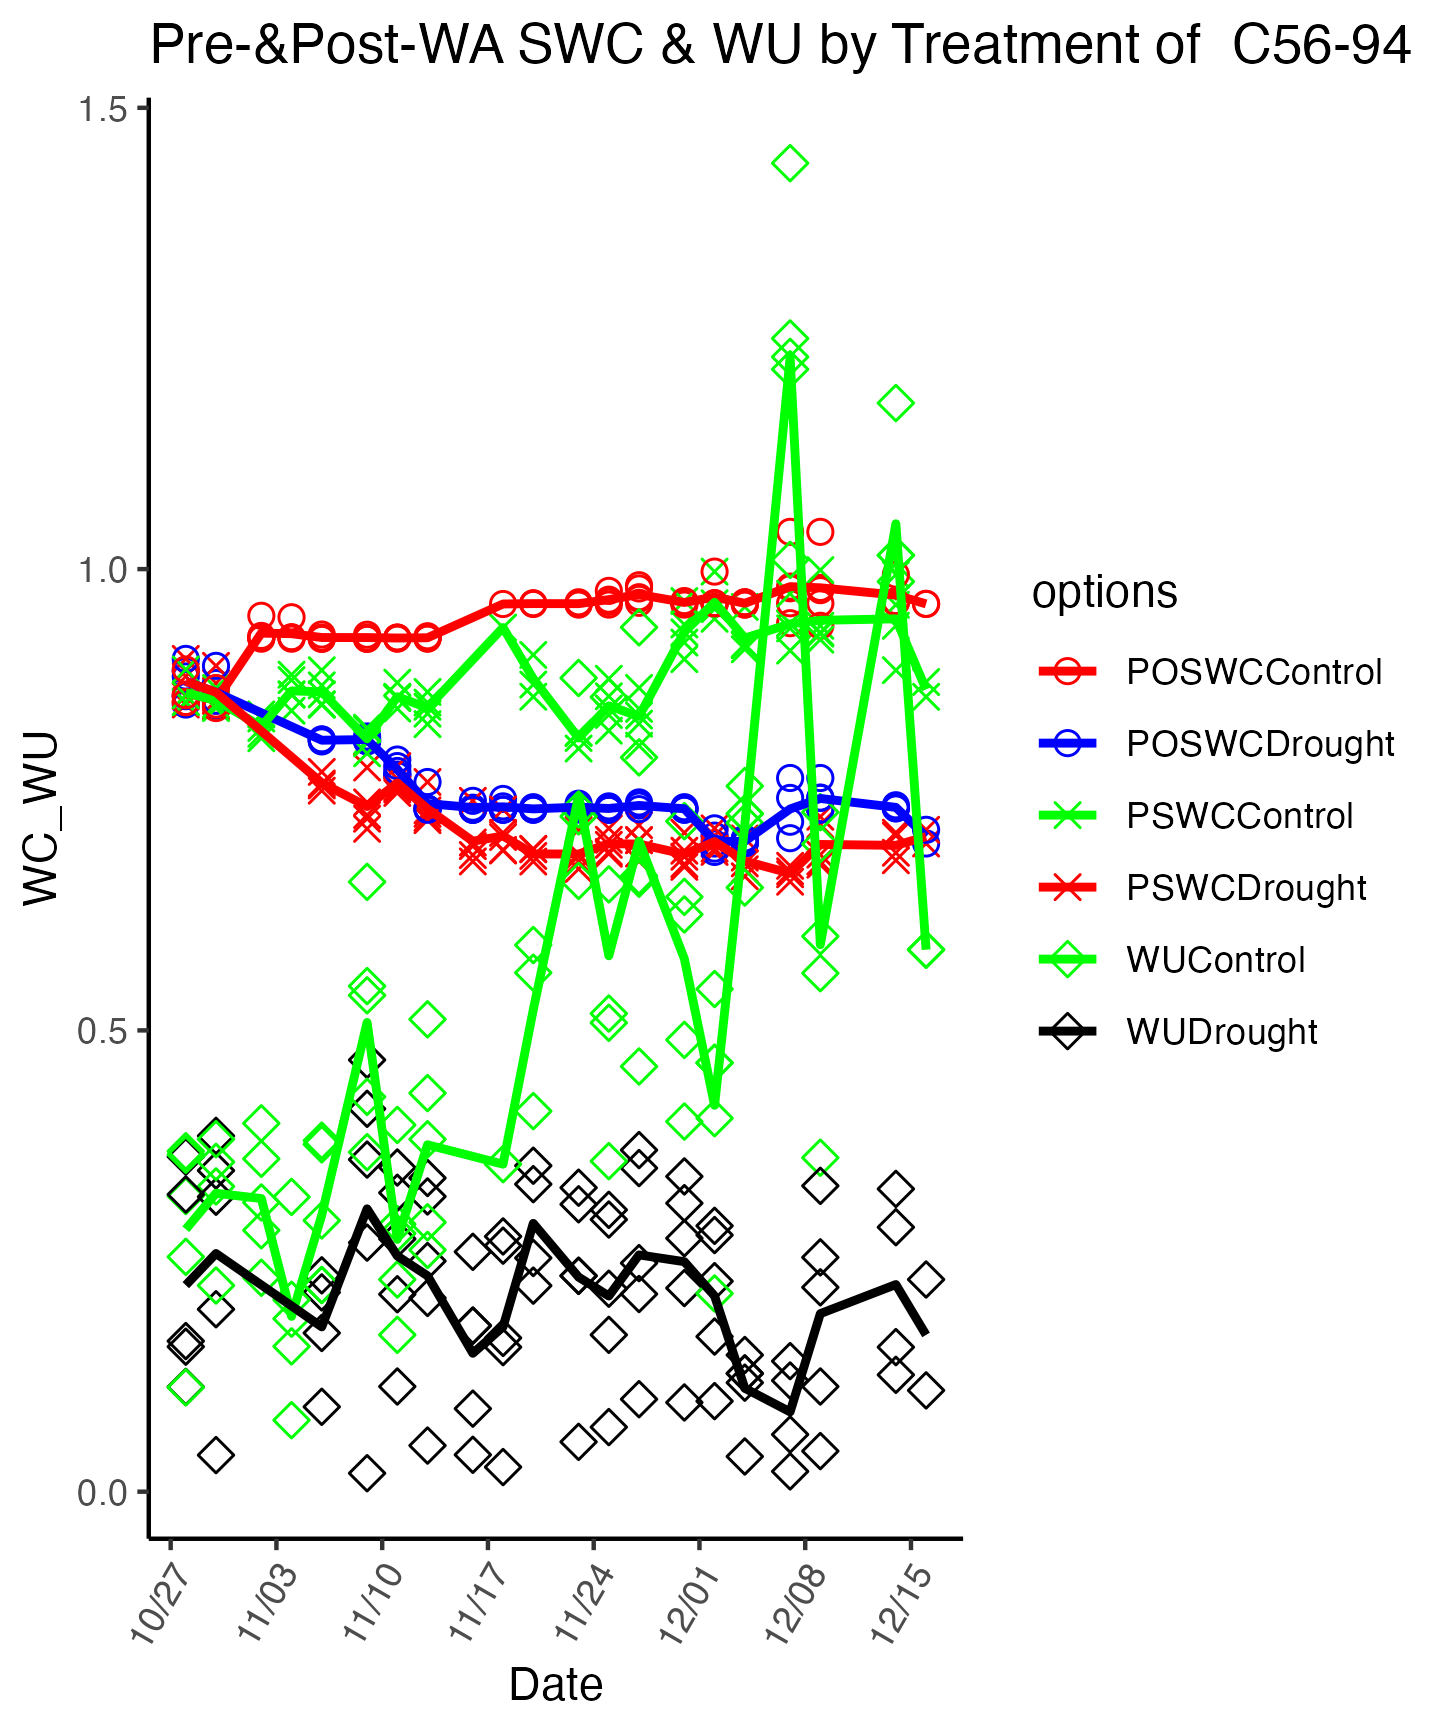 Pre-&Post-WA SWC & WU by Treatment of  C56-94
1.5
1.0
0.5
0.0
WC_WU
10/27
11/03
11/10
11/17
11/24
12/01
12/08
12/15
Date
options
POSWCControl
POSWCDrought
PSWCControl
PSWCDrought
WUControl
WUDrought